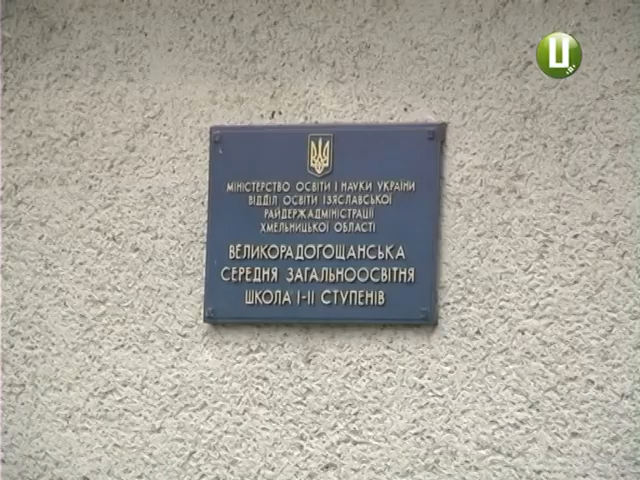 Ц
МІНІСТЕРСТВО ОСВІТИ І НАУКИ УКРАЇНИ
ВІДДІЛ ОСВІТИ ІЗЯСЛАВСЬКОЇ
РАЙДЕРЖАДМІНІСТРАЦІЇ
ХМЕЛЬНИЦЬКОЇ ОБЛАСТІ
ВЕЛИКОРАДОГОЩАНСЬКА
СЕРЕДНЯ ЗАГАЛЬНООСВІТНЯ
ШКОЛА І-ІІ СТУПЕНІВ